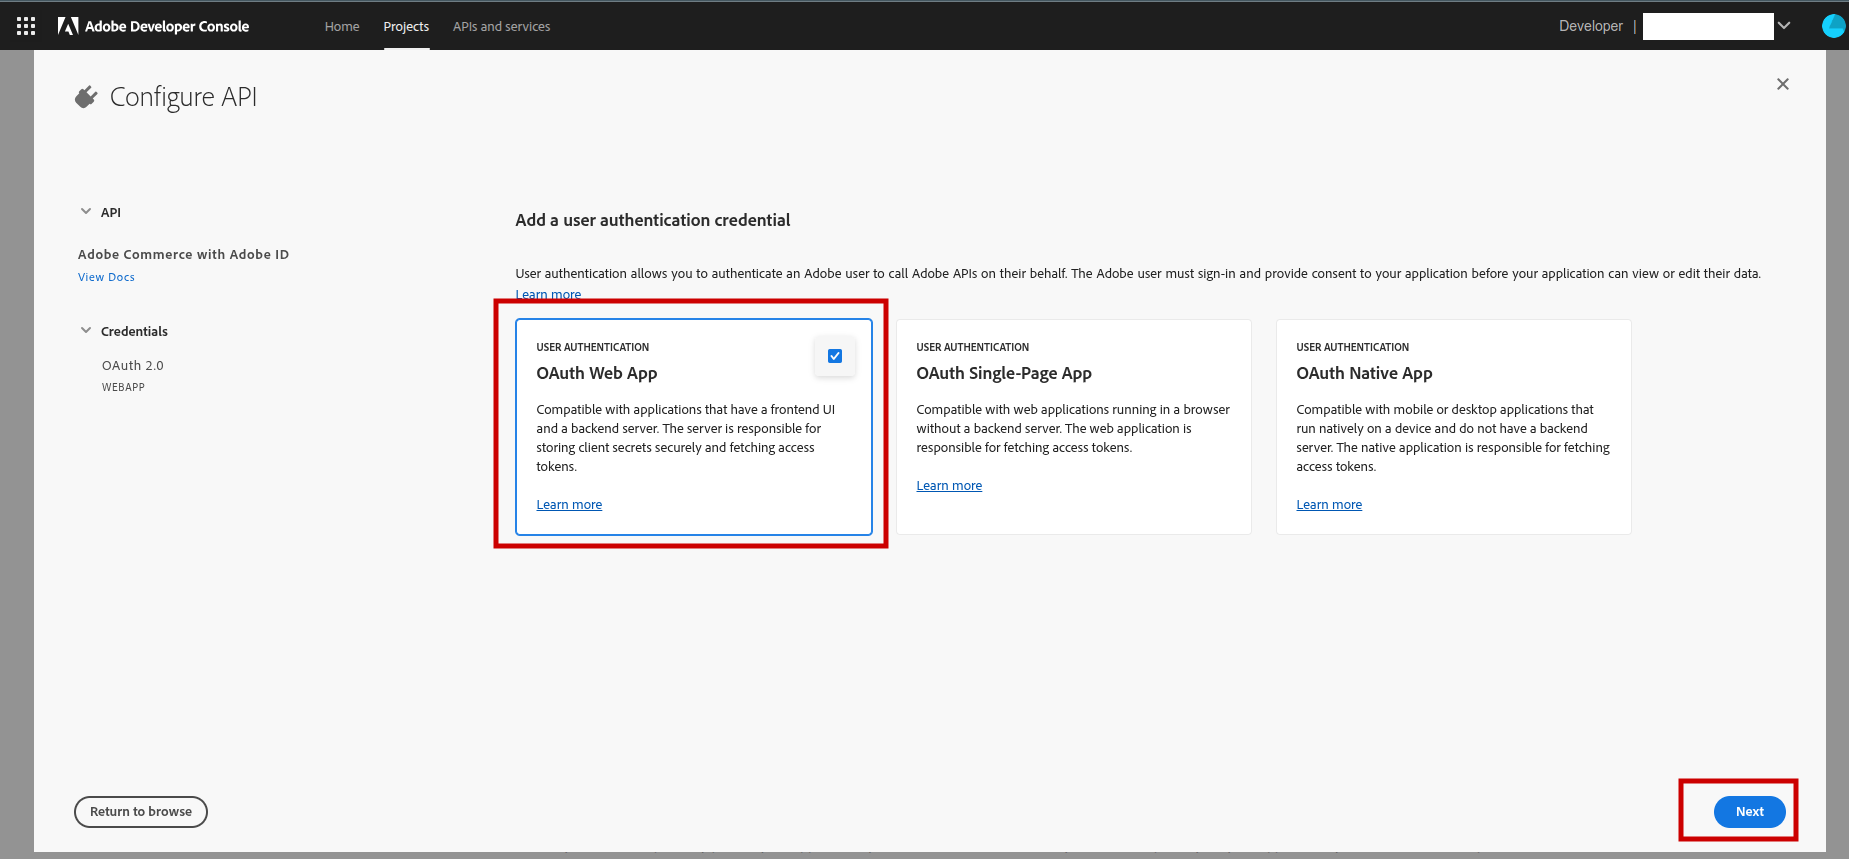 Adobe Developer Console
Home
Projects
APIs and services
Developer |
Configure API
API
Adobe Commerce with Adobe ID
View Docs
Credentials
OAuth 2.0
WEBAPP
Add a user authentication credential
User authentication allows you to authenticate an Adobe user to call Adobe APIs on their behalf. The Adobe user must sign-in and provide consent to your application before your application can view or edit their data.
Learn more
USER AUTHENTICATION
OAuth Web App
Compatible with applications that have a frontend UI
and a backend server. The server is responsible for
storing client secrets securely and fetching access
tokens.
Learn more
USER AUTHENTICATION
OAuth Single-Page App
Compatible with web applications running in a browser
without a backend server. The web application is
responsible for fetching access tokens.
Learn more
USER AUTHENTICATION
OAuth Native App
Compatible with mobile or desktop applications that
run natively on a device and do not have a backend
server. The native application is responsible for fetching
access tokens.
Learn more
Return to browse
Next